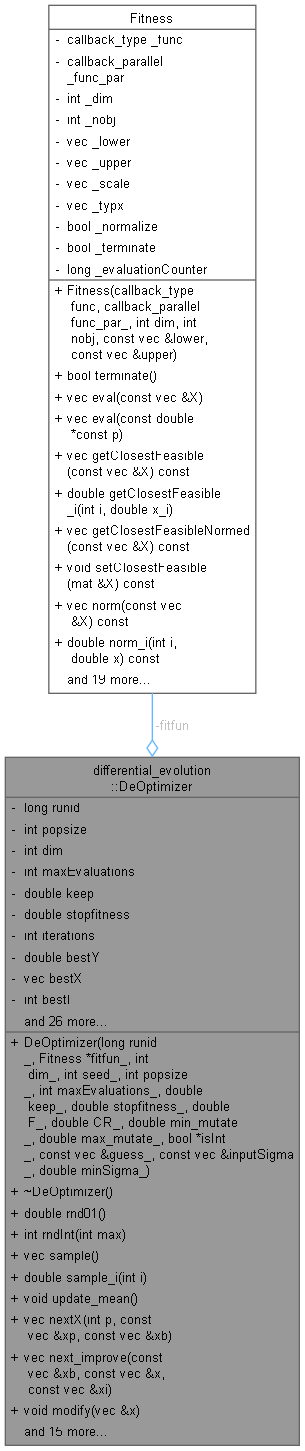 Fitness
- callback_type _func
- callback_parallel
_func_par
- int _dim
- int _nobj
- vec _lower
- vec _upper
- vec _scale
- vec _typx
- bool _normalize
- bool _terminate
- long _evaluationCounter
+ Fitness(callback_type
func, callback_parallel
func_par_, int dim, int
nobj, const vec &lower,
const vec &upper)
+ bool terminate()
+ vec eval(const vec &X)
+ vec eval(const double
*const p)
+ vec getClosestFeasible
(const vec &X) const
+ double getClosestFeasible
_i(int i, double x_i)
+ vec getClosestFeasibleNormed
(const vec &X) const
+ void setClosestFeasible
(mat &X) const
+ vec norm(const vec
&X) const
+ double norm_i(int i,
double x) const
and 19 more...
-fitfun
differential_evolution
::DeOptimizer
- long runid
- int popsize
- int dim
- int maxEvaluations
- double keep
- double stopfitness
- int iterations
- double bestY
- vec bestX
- int bestI
and 26 more...
+ DeOptimizer(long runid
_, Fitness *fitfun_, int
dim_, int seed_, int popsize
_, int maxEvaluations_, double
keep_, double stopfitness_, double
F_, double CR_, double min_mutate
_, double max_mutate_, bool *isInt
_, const vec &guess_, const vec &inputSigma
_, double minSigma_)
+ ~DeOptimizer()
+ double rnd01()
+ int rndInt(int max)
+ vec sample()
+ double sample_i(int i)
+ void update_mean()
+ vec nextX(int p, const
vec &xp, const vec &xb)
+ vec next_improve(const
vec &xb, const vec &x,
const vec &xi)
+ void modify(vec &x)
and 15 more...